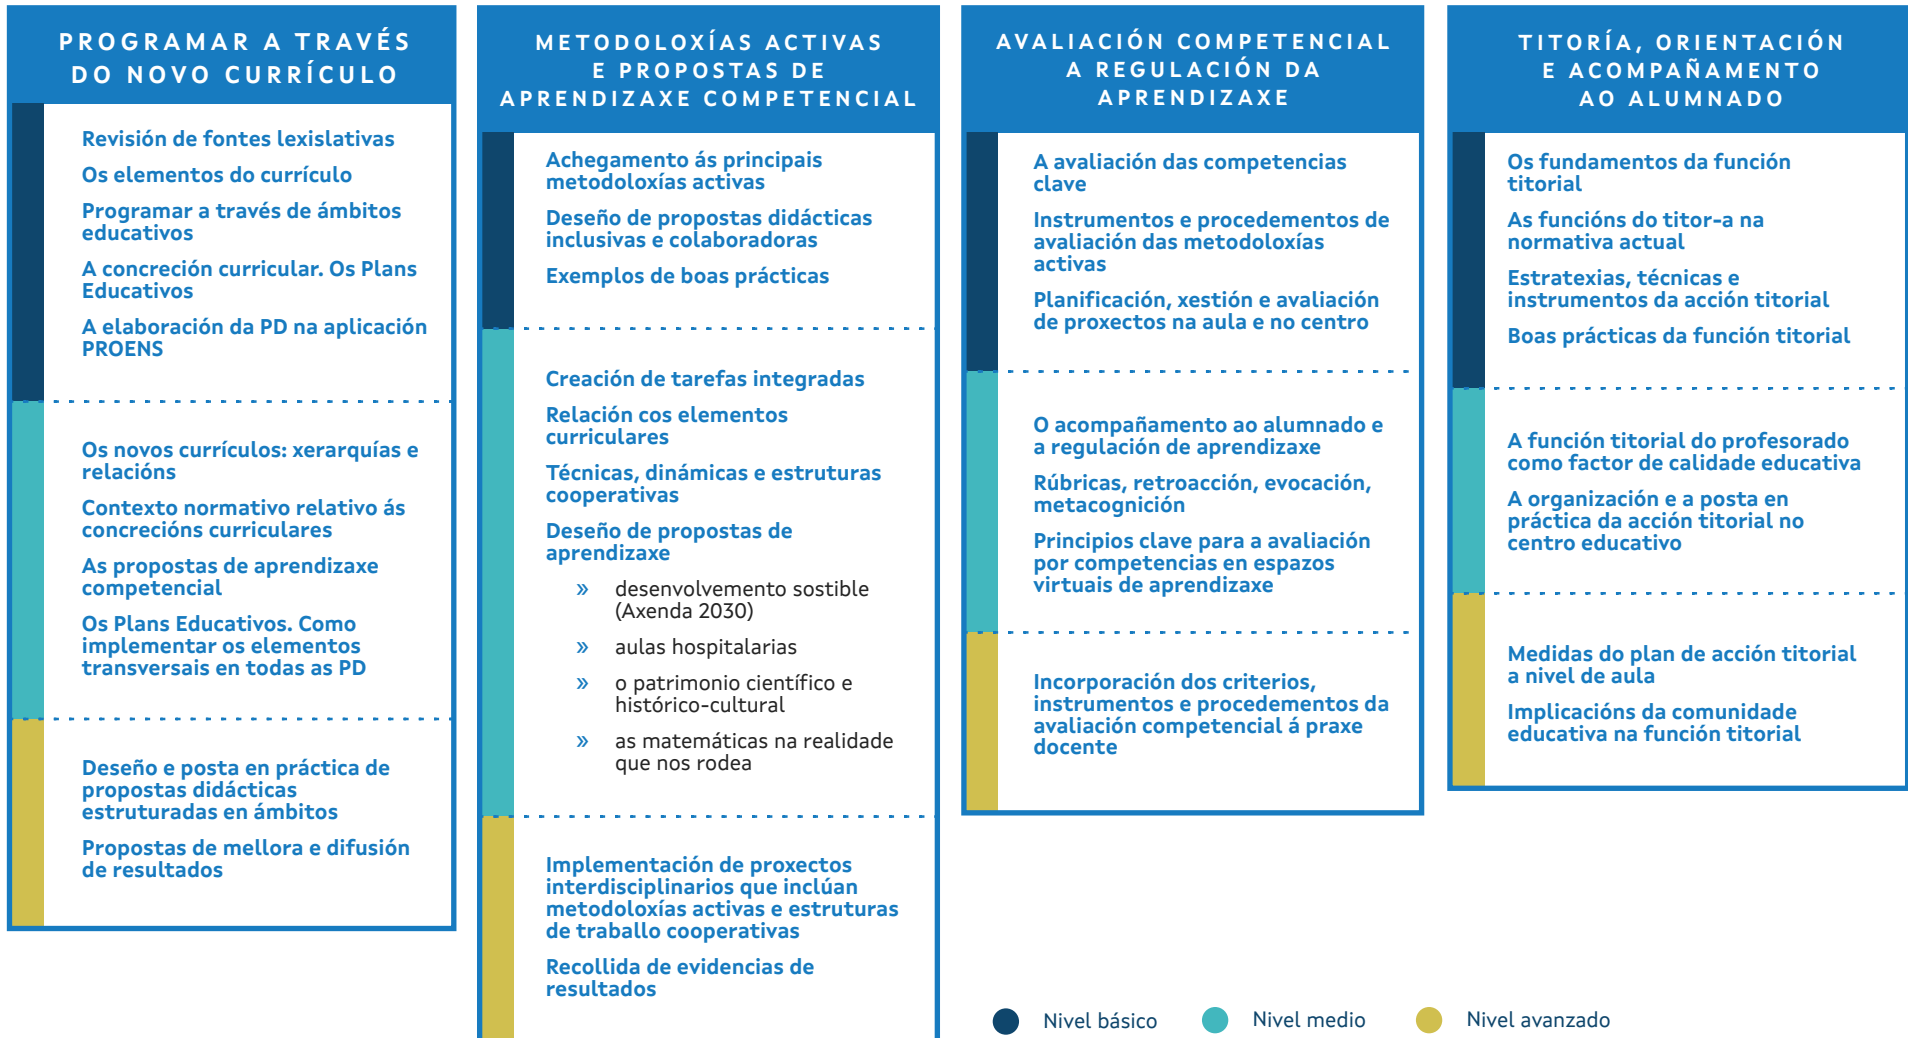 PROGRAMAR A TRAVÉS
DO NOVO CURRÍCULO
Revisión de fontes lexislativas
Os elementos do currículo
Programar a través de ámbitos
educativos
A concreción curricular. Os Plans
Educativos
A elaboración da PD na aplicación
PROENS
Os novos currículos: xerarquías e
relacións
Contexto normativo relativo ás
concrecións curriculares
As propostas de aprendizaxe
competencial
Os Plans Educativos. Como
implementar os elementos
transversais en todas as PD
Deseño e posta en práctica de
propostas didácticas
estruturadas en ámbitos
Propostas de mellora e difusión
de resultados
METODOLOXÍAS ACTIVAS
E PROPOSTAS DE
APRENDIZAXE COMPETENCIAL
Achegamento ás principais
metodoloxías activas
Deseño de propostas didácticas
inclusivas e colaboradoras
Exemplos de boas prácticas
Creación de tarefas integradas
Relación cos elementos
curriculares
Técnicas, dinámicas e estruturas
cooperativas
Deseño de propostas de
aprendizaxe
» desenvolvemento sostible
(Axenda 2030)
» aulas hospitalarias
» o patrimonio científico e
histórico-cultural
» as matemáticas na realidade
que nos rodea
Implementación de proxectos
interdisciplinarios que inclúan
metodoloxías activas e estruturas
de traballo cooperativas
Recollida de evidencias de
resultados
AVALIACIÓN COMPETENCIAL
A REGULACIÓN DA
APRENDIZAXE
A avaliación das competencias
clave
Instrumentos e procedementos de
avaliación das metodoloxías
activas
Planificación, xestión e avaliación
de proxectos na aula e no centro
O acompañamento ao alumnado e
a regulación de aprendizaxe
Rúbricas, retroacción, evocación,
metacognición
Principios clave para a avaliación
por competencias en espazos
virtuais de aprendizaxe
Incorporación dos criterios,
instrumentos e procedementos da
avaliación competencial á praxe
docente
TITORÍA, ORIENTACIÓN
E ACOMPAÑAMENTO
AO ALUMNADO
Os fundamentos da función
titorial
As funcións do titor-a na
normativa actual
Estratexias, técnicas e
instrumentos da acción titorial
Boas prácticas da función titorial
A función titorial do profesorado
como factor de calidade educativa
A organización e a posta en
práctica da acción titorial no
centro educativo
Medidas do plan de acción titorial
a nivel de aula
Implicacións da comunidade
educativa na función titorial
Nivel básico
Nivel medio
Nivel avanzado